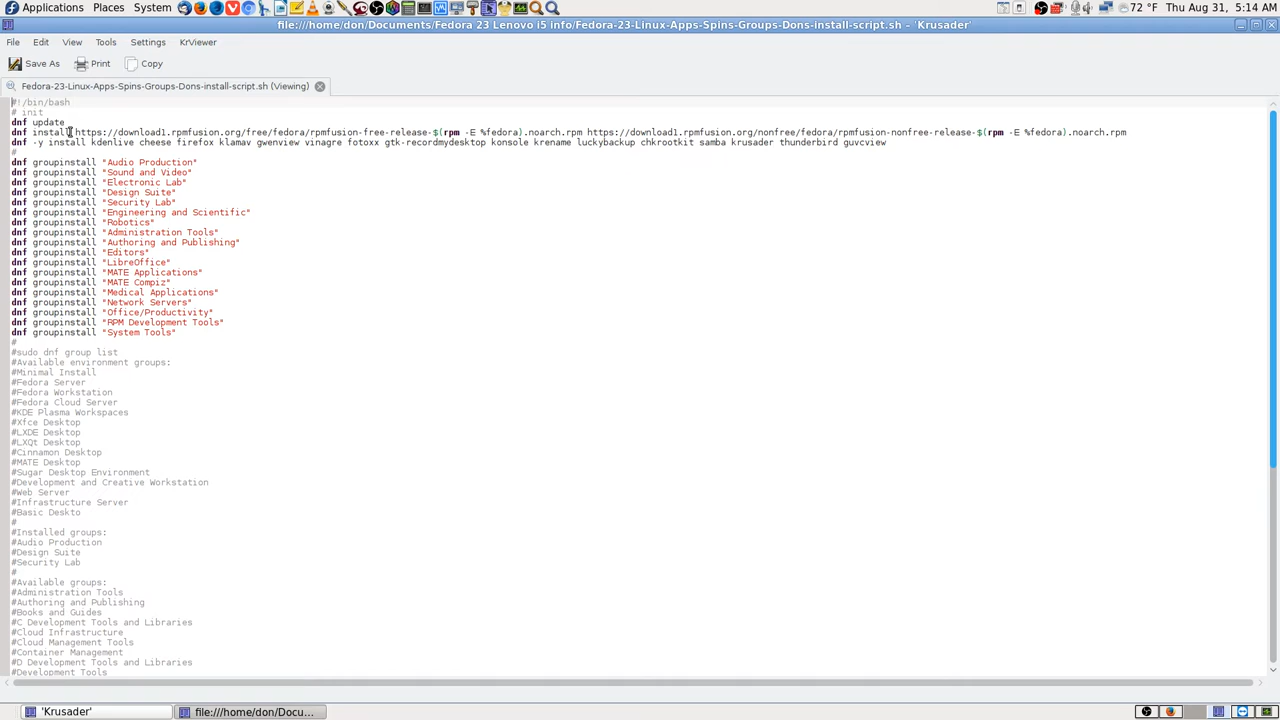 Applications Places System 72 °F Thu Aug 31, 5:14 AM
file:///home/don/Documents/Fedora 23 Lenovo i5 info/Fedora-23-Linux-Apps-Spins-Groups-Dons-install-script.sh – 'Krusader'
File Edit View Tools Settings KrViewer
Save As Print Copy
Fedora-23-Linux-Apps-Spins-Groups-Dons-install-script.sh (Viewing)
#!/bin/bash
# init
dnf update
dnf install https://download1.rpmfusion.org/free/fedora/rpmfusion-free-release-$(rpm -E %fedora).noarch.rpm https://download1.rpmfusion.org/nonfree/fedora/rpmfusion-nonfree-release-$(rpm -E %fedora).noarch.rpm
dnf -y install kdenlive cheese firefox klamav gwenview vinagre fotoxx gtk-recordmydesktop konsole krename luckybackup chkrootkit samba krusader thunderbird guvcview
#
dnf groupinstall "Audio Production"
dnf groupinstall "Sound and Video"
dnf groupinstall "Electronic Lab"
dnf groupinstall "Design Suite"
dnf groupinstall "Security Lab"
dnf groupinstall "Engineering and Scientific"
dnf groupinstall "Robotics"
dnf groupinstall "Administration Tools"
dnf groupinstall "Authoring and Publishing"
dnf groupinstall "Editors"
dnf groupinstall "LibreOffice"
dnf groupinstall "MATE Applications"
dnf groupinstall "MATE Compiz"
dnf groupinstall "Medical Applications"
dnf groupinstall "Network Servers"
dnf groupinstall "Office/Productivity"
dnf groupinstall "RPM Development Tools"
dnf groupinstall "System Tools"
#
#sudo dnf group list
#Available environment groups:
#Minimal Install
#Fedora Server
#Fedora Workstation
#Fedora Cloud Server
#KDE Plasma Workspaces
#Xfce Desktop
#LXDE Desktop
#LXQt Desktop
#Cinnamon Desktop
#MATE Desktop
#Sugar Desktop Environment
#Development and Creative Workstation
#Web Server
#Infrastructure Server
#Basic Deskto
#
#Installed groups:
#Audio Production
#Design Suite
#Security Lab
#
#Available groups:
#Administration Tools
#Authoring and Publishing
#Books and Guides
#C Development Tools and Libraries
#Cloud Infrastructure
#Cloud Management Tools
#Container Management
#D Development Tools and Libraries
#Development Tools
'Krusader' file:///home/don/Docu...